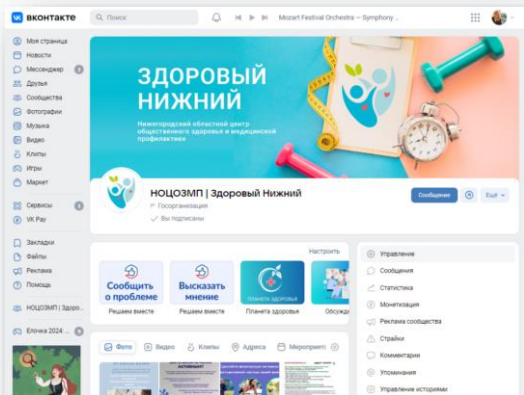 вконтакте
Поиск
Mozart Festival Orchestra — Symphony ..
Моя страница
Новости
Мессенджер
Друзья
Сообщества
Фотографии
Музыка
Видео
Клипы
Игры
Маркет
Сервисы
VK Pay
Закладки
Файлы
Реклама
Помощь
НОЦОЗМП | Здоро...
Ёлочка 2024 ...
ЗДОРОВЫЙ
НИЖНИЙ
Нижегородский областной центр
общественного здоровья и медицинской
профилактики
НОЦОЗМП | Здоровый Нижний
Госорганизация
Вы подписаны
Сообщение
Ещё
Настроить
Сообщить
о проблеме
Решаем вместе
Высказать
мнение
Решаем вместе
ПЛАНЕТА ЗДОРОВЬЯ
Планета здоровья
Обсужд
Фото
Видео
Клипы
Адреса
Мероприят
Управление
Сообщения
Статистика
Монетизация
Реклама сообщества
Страйки
Комментарии
Упоминания
Управление историями